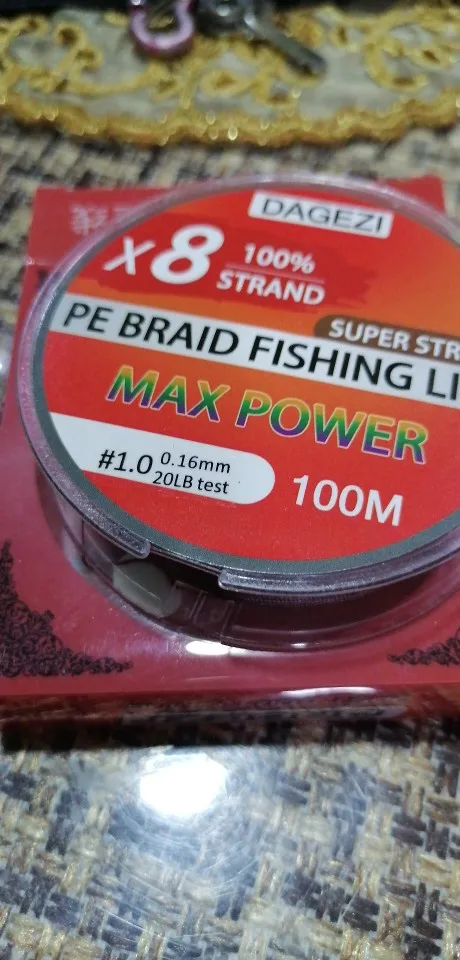 DAGEZI
X8 100%
STRAND
SUPER STR
PE BRAID FISHING LI
MAX POWER
#1.0 0.16mm
20LB test
100M